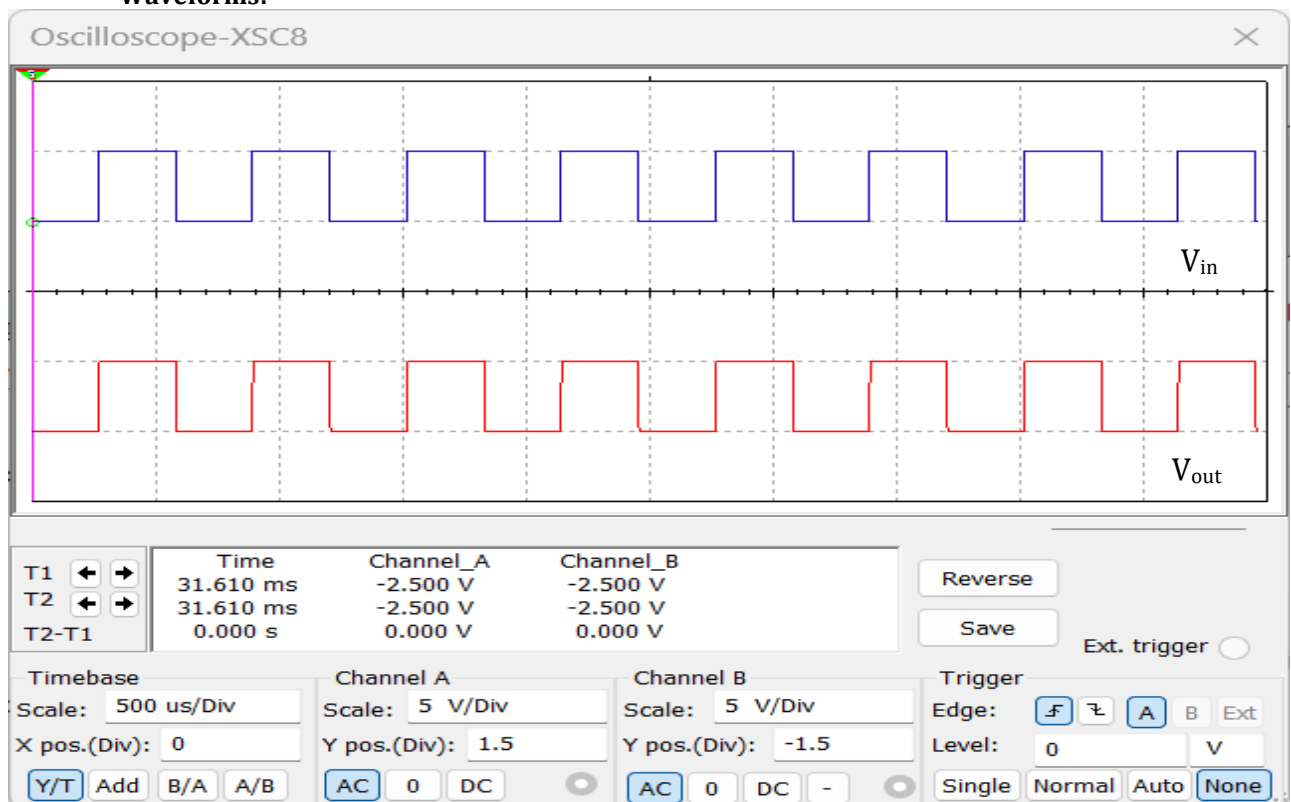 Waveforms:
Oscilloscope-XSC8
V_in
V_out
Time Channel_A Channel_B
T1 31.610 ms -2.500 V -2.500 V
T2 31.610 ms -2.500 V -2.500 V
T2-T1 0.000 s 0.000 V 0.000 V
Reverse
Save
Ext. trigger
Timebase
Scale: 500 us/Div
X pos.(Div): 0
Y/T Add B/A A/B
Channel A
Scale: 5 V/Div
Y pos.(Div): 1.5
AC 0 DC
Channel B
Scale: 5 V/Div
Y pos.(Div): -1.5
AC 0 DC -
Trigger
Edge: A B Ext
Level: 0 V
Single Normal Auto None